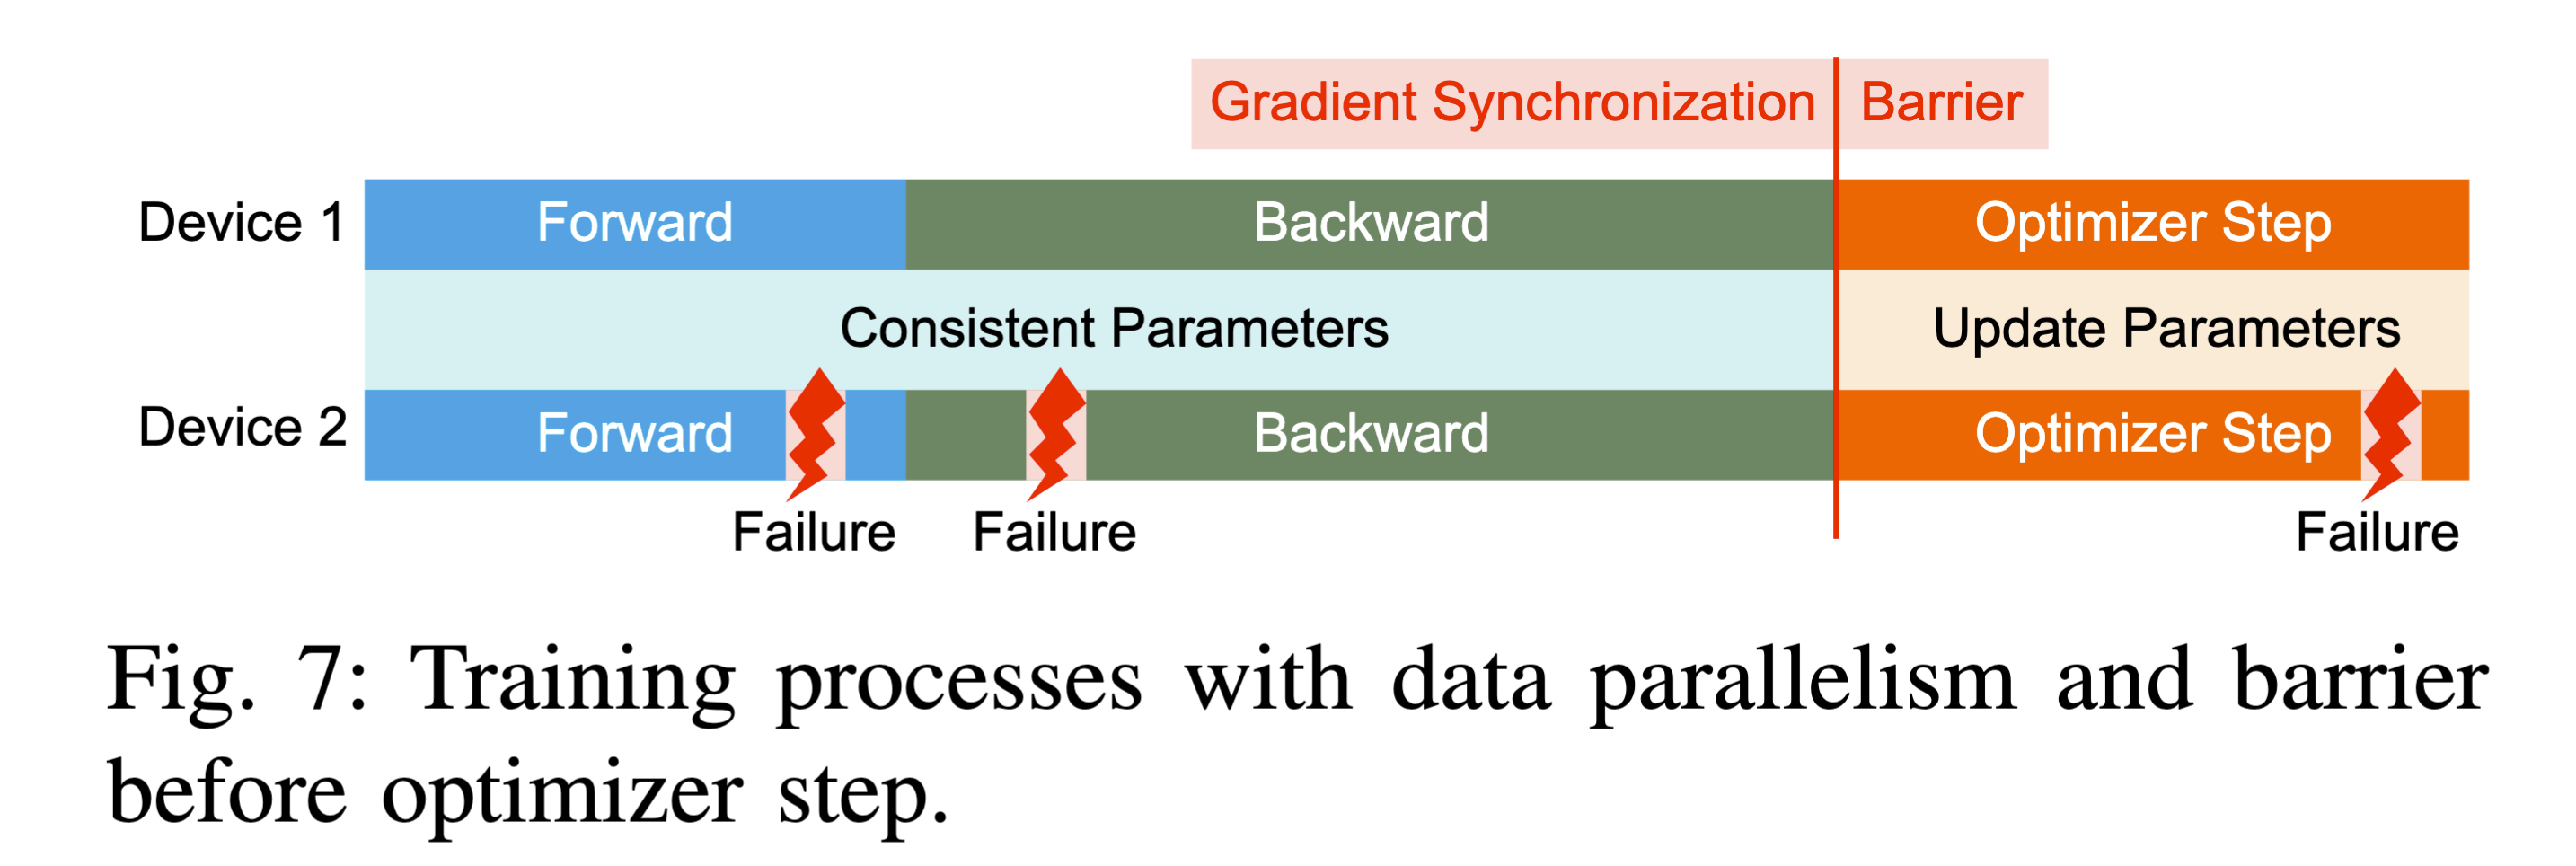 Gradient Synchronization Barrier
Device 1 Forward Backward Optimizer Step
Consistent Parameters Update Parameters
Device 2 Forward Backward Optimizer Step
Failure Failure Failure
Fig. 7: Training processes with data parallelism and barrier
before optimizer step.